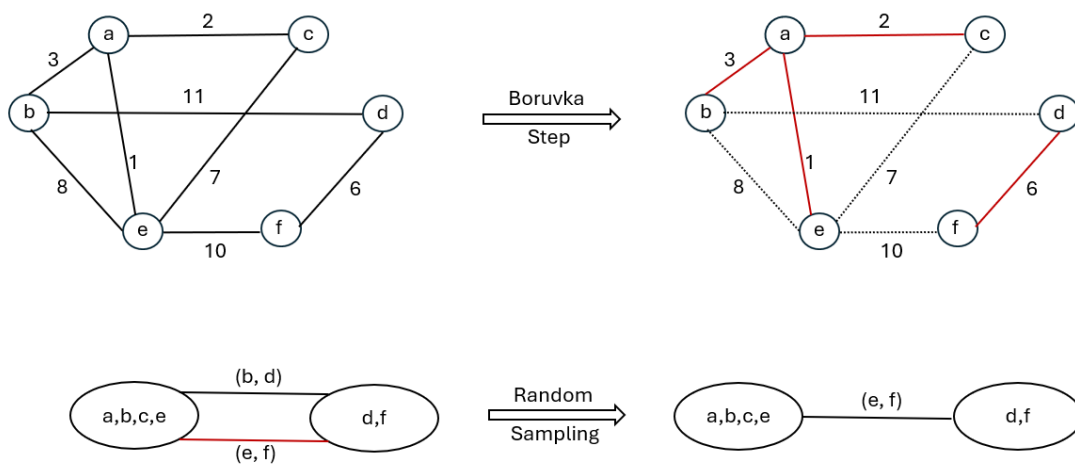 2
a
c
3
11
b
d
1
7
8
6
e
f
10
Boruvka
Step
2
a
c
3
11
b
d
1
7
8
6
e
f
10
(b, d)
a,b,c,e
d,f
(e, f)
Random
Sampling
(e, f)
a,b,c,e
d,f